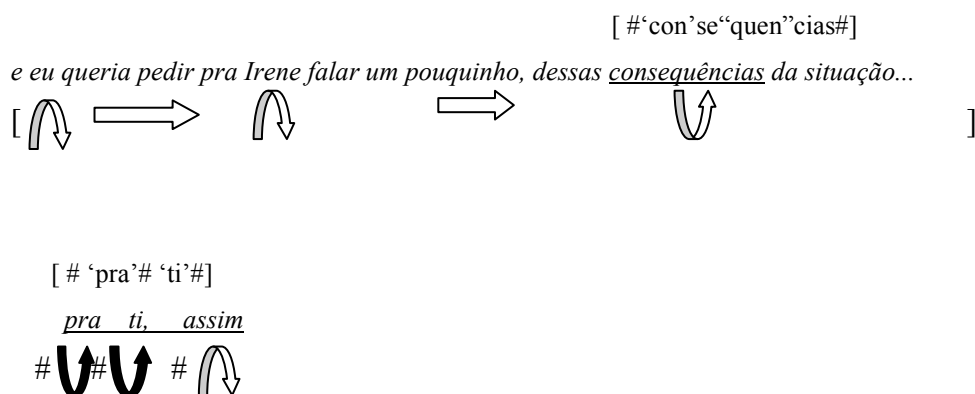 [ #‘con’se“quen”cias#]
e eu queria pedir pra Irene falar um pouquinho, dessas consequências da situação...
[ ]
[ # ‘pra’# ‘ti’#]
pra ti, assim
# # #